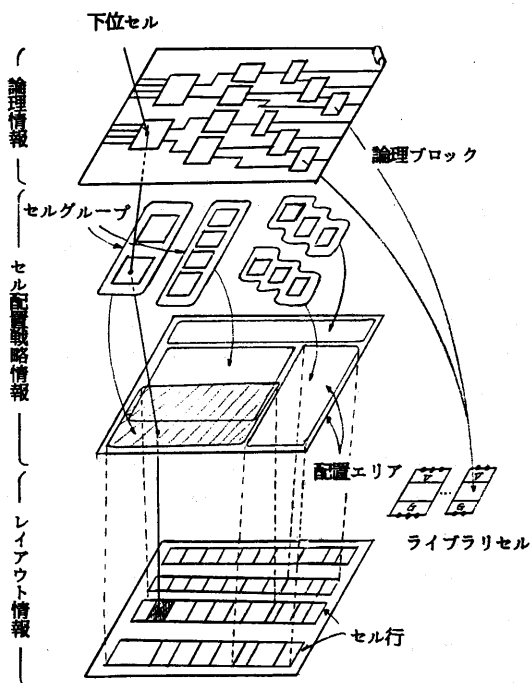 下位セル
論理情報
論理ブロック
セルグループ
セル配置戦略情報
配置エリア
ライブラリセル
レイアウト情報
セル行